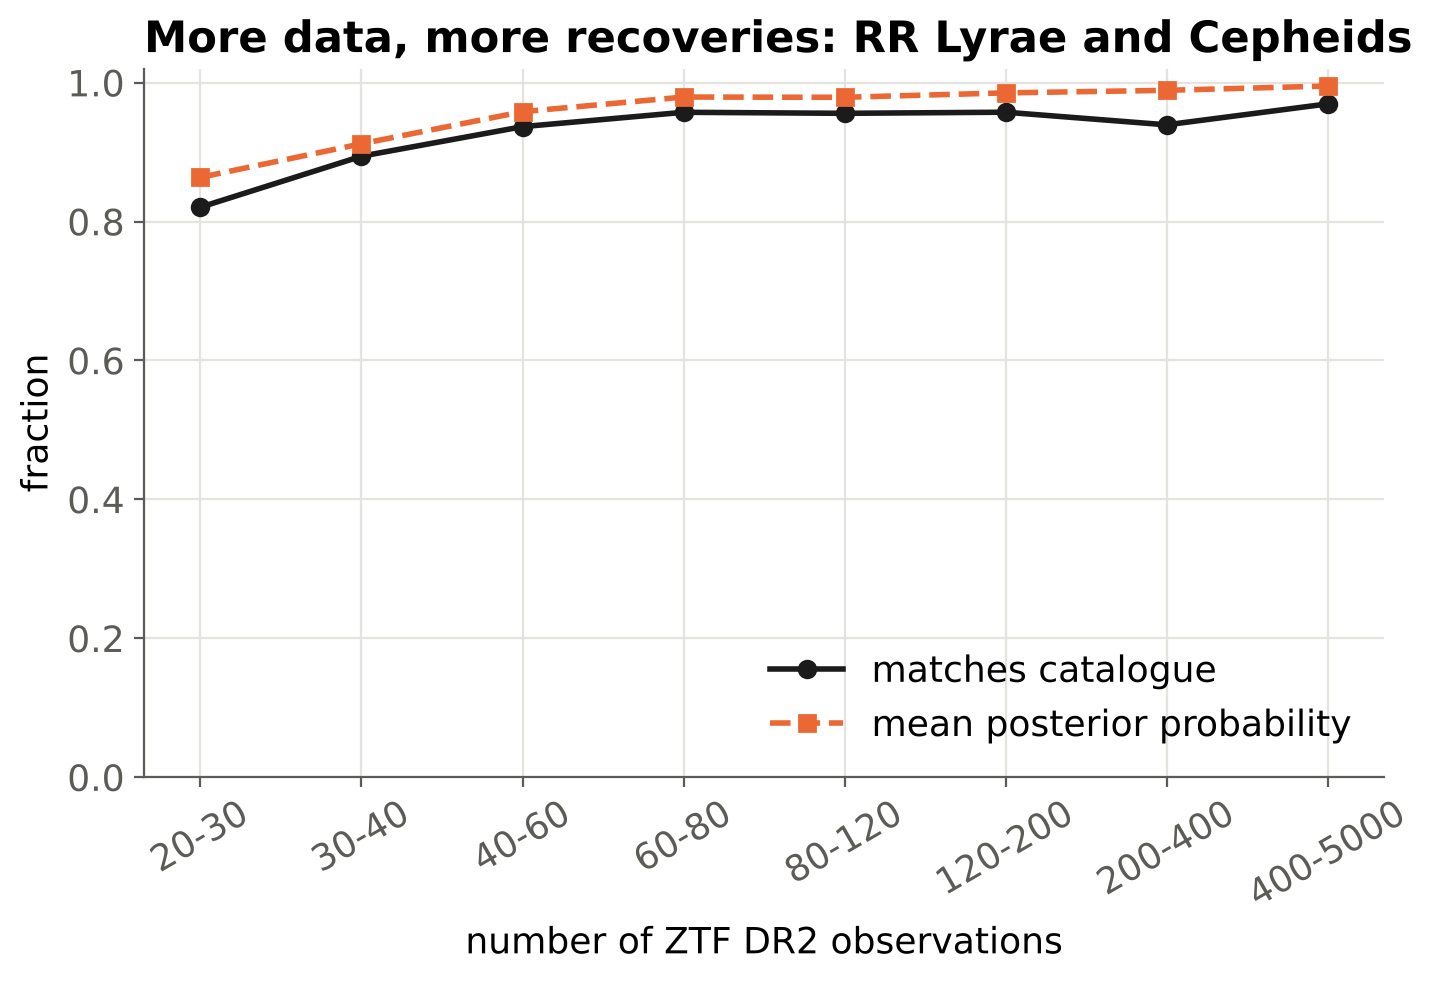 More data, more recoveries: RR Lyrae and Cepheids
1.0
0.8
0.6
0.4
0.2
0.0
fraction
matches catalogue
mean posterior probability
20-30
30-40
40-60
60-80
80-120
120-200
200-400
400-5000
number of ZTF DR2 observations